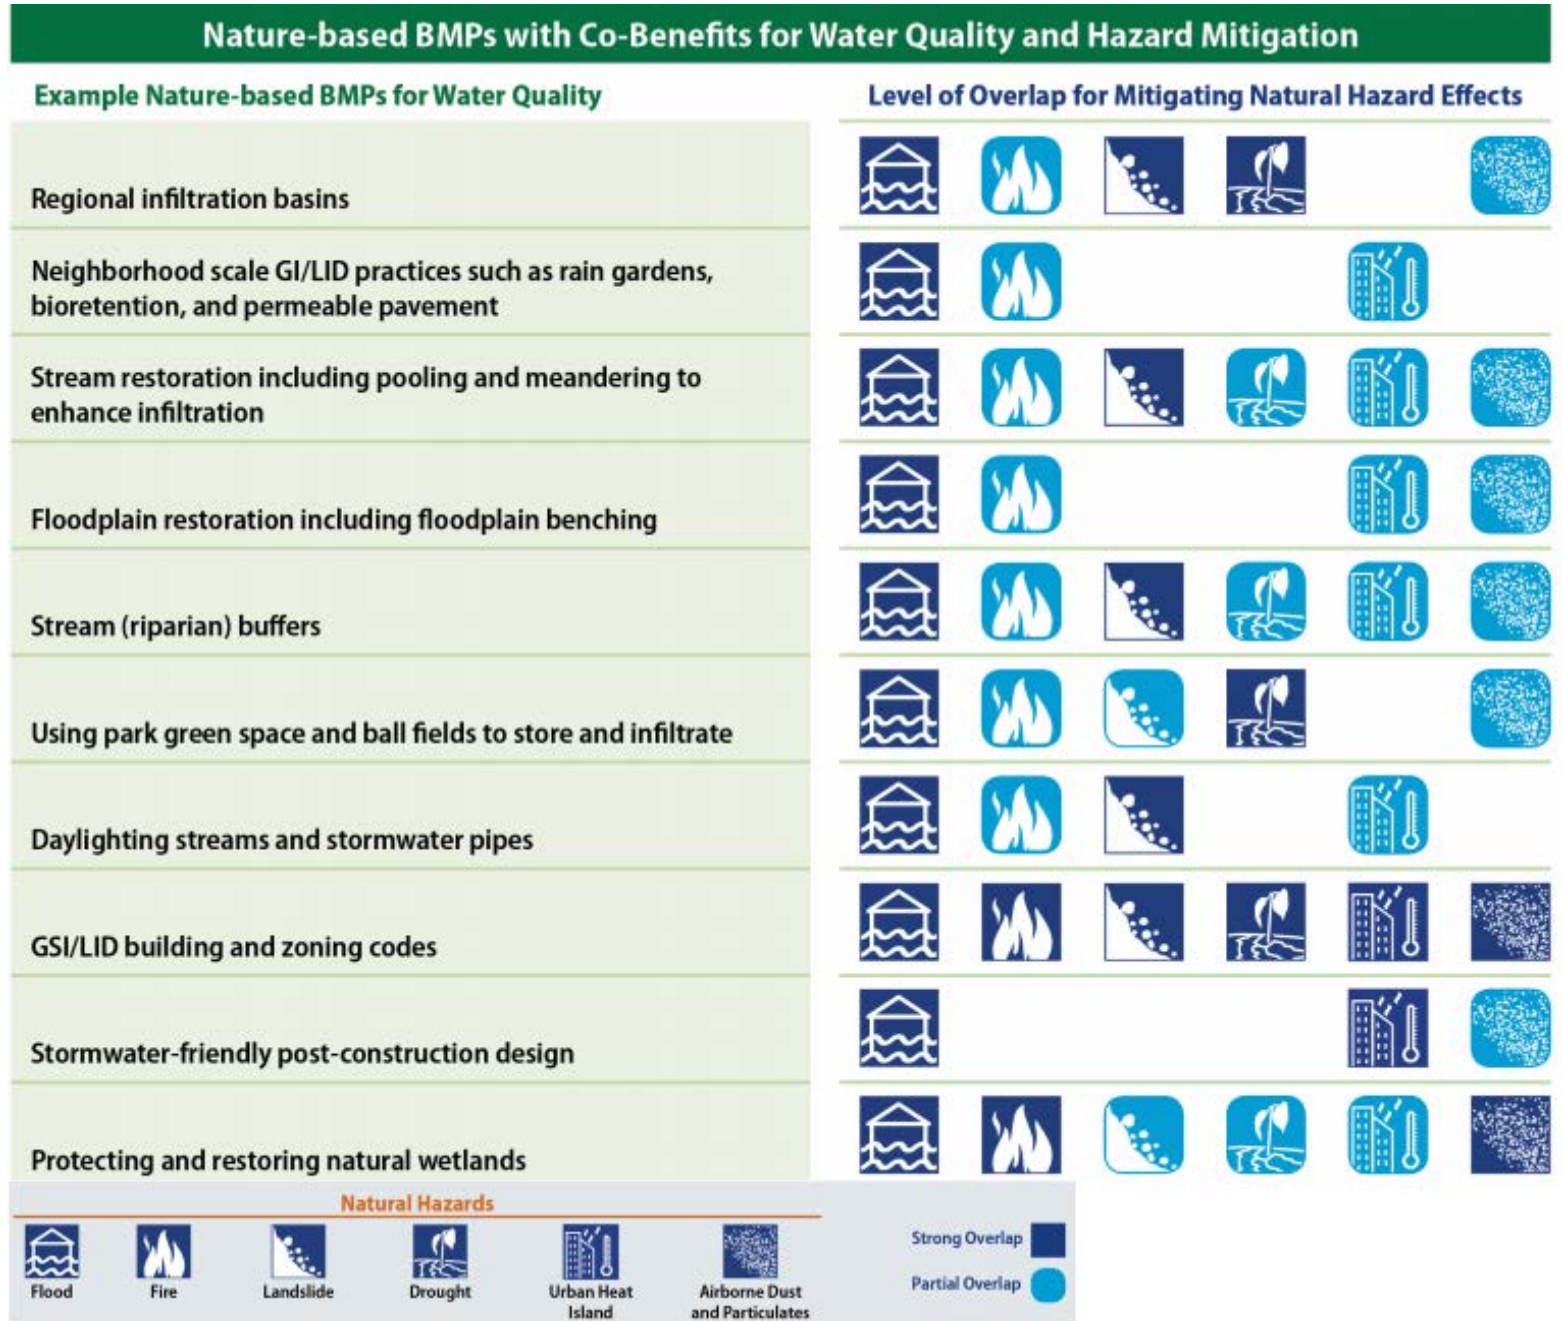 Nature-based BMPs with Co-Benefits for Water Quality and Hazard Mitigation
Example Nature-based BMPs for Water Quality
Level of Overlap for Mitigating Natural Hazard Effects
Regional infiltration basins
Neighborhood scale GI/LID practices such as rain gardens,
bioretention, and permeable pavement
Stream restoration including pooling and meandering to
enhance infiltration
Floodplain restoration including floodplain benching
Stream (riparian) buffers
Using park green space and ball fields to store and infiltrate
Daylighting streams and stormwater pipes
GSI/LID building and zoning codes
Stormwater-friendly post-construction design
Protecting and restoring natural wetlands
Natural Hazards
Flood
Fire
Landslide
Drought
Urban Heat
Island
Airborne Dust
and Particulates
Strong Overlap
Partial Overlap